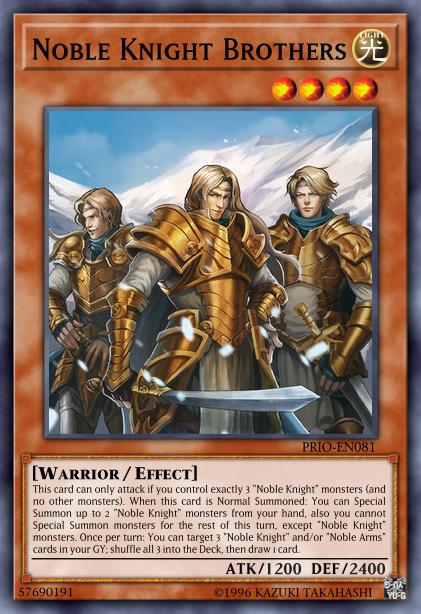 Noble Knight Brothers
LIGHT
光
PRIO-EN081
[Warrior / Effect]
This card can only attack if you control exactly 3 "Noble Knight" monsters (and
no other monsters). When this card is Normal Summoned: You can Special
Summon up to 2 "Noble Knight" monsters from your hand, also you cannot
Special Summon monsters for the rest of this turn, except "Noble Knight"
monsters. Once per turn: You can target 3 "Noble Knight" and/or "Noble Arms"
cards in your GY; shuffle all 3 into the Deck, then draw 1 card.
ATK/1200 DEF/2400
57690191
©1996 KAZUKI TAKAHASHI